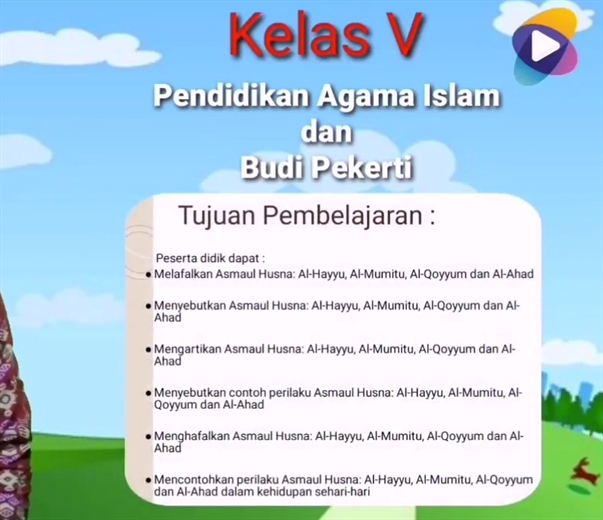 Kelas V
Pendidikan Agama Islam
dan
Budi Pekerti
Tujuan Pembelajaran :
Peserta didik dapat :
● Melafalkan Asmaul Husna: Al-Hayyu, Al-Mumitu, Al-Qoyyum dan Al-Ahad
● Menyebutkan Asmaul Husna: Al-Hayyu, Al-Mumitu, Al-Qoyyum dan Al-
Ahad
● Mengartikan Asmaul Husna: Al-Hayyu, Al-Mumitu, Al-Qoyyum dan Al-
Ahad
● Menyebutkan contoh perilaku Asmaul Husna: Al-Hayyu, Al-Mumitu, Al-
Qoyyum dan Al-Ahad
● Menghafalkan Asmaul Husna: Al-Hayyu, Al-Mumitu, Al-Qoyyum dan Al-
Ahad
● Mencontohkan perilaku Asmaul Husna: Al-Hayyu, Al-Mumitu, Al-Qoyyum
dan Al-Ahad dalam kehidupan sehari-hari